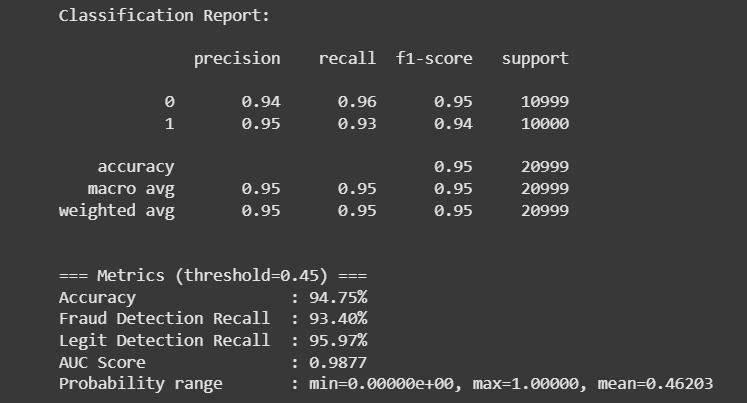 Classification Report:
precision recall f1-score support
0 0.94 0.96 0.95 10999
1 0.95 0.93 0.94 10000
accuracy 0.95 20999
macro avg 0.95 0.95 0.95 20999
weighted avg 0.95 0.95 0.95 20999
=== Metrics (threshold=0.45) ===
Accuracy : 94.75%
Fraud Detection Recall : 93.40%
Legit Detection Recall : 95.97%
AUC Score : 0.9877
Probability range : min=0.00000e+00, max=1.00000, mean=0.46203